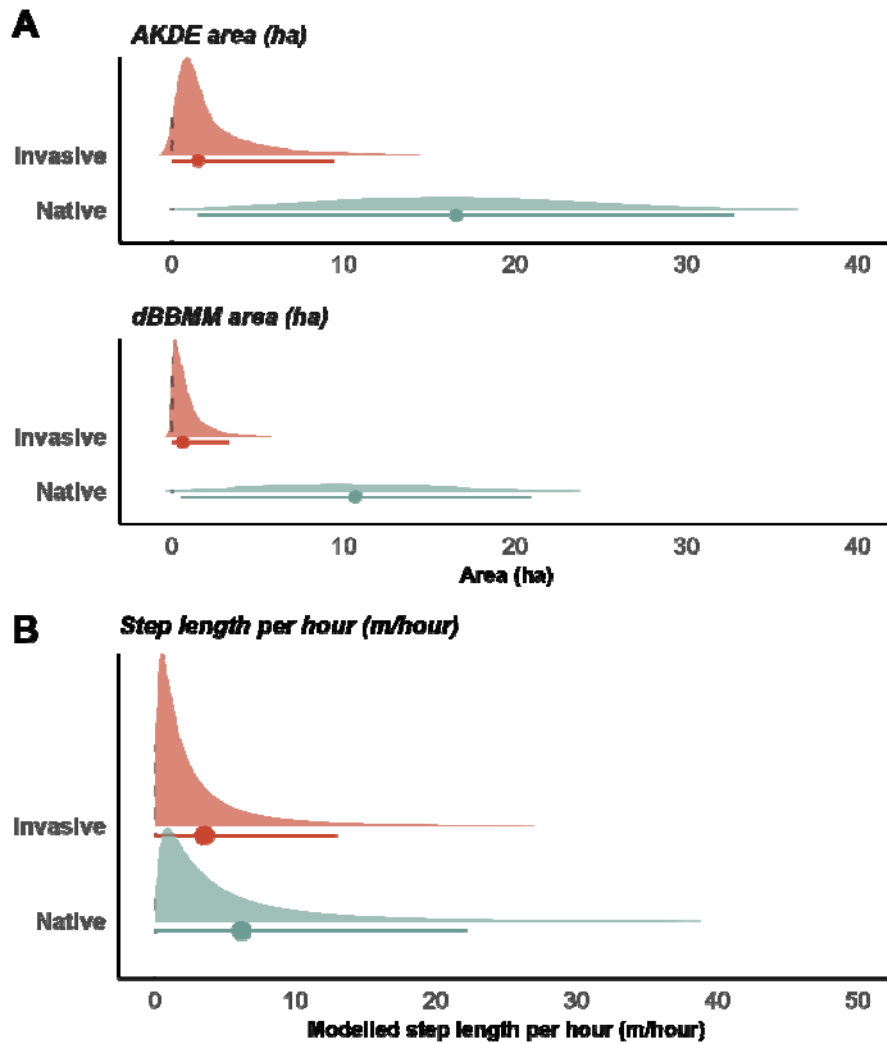 A
AKDE area (ha)
Invasive
Native
0 10 20 30 40
dBBMM area (ha)
Invasive
Native
0 10 20 30 40
Area (ha)
B
Step length per hour (m/hour)
Invasive
Native
0 10 20 30 40 50
Modelled step length per hour (m/hour)